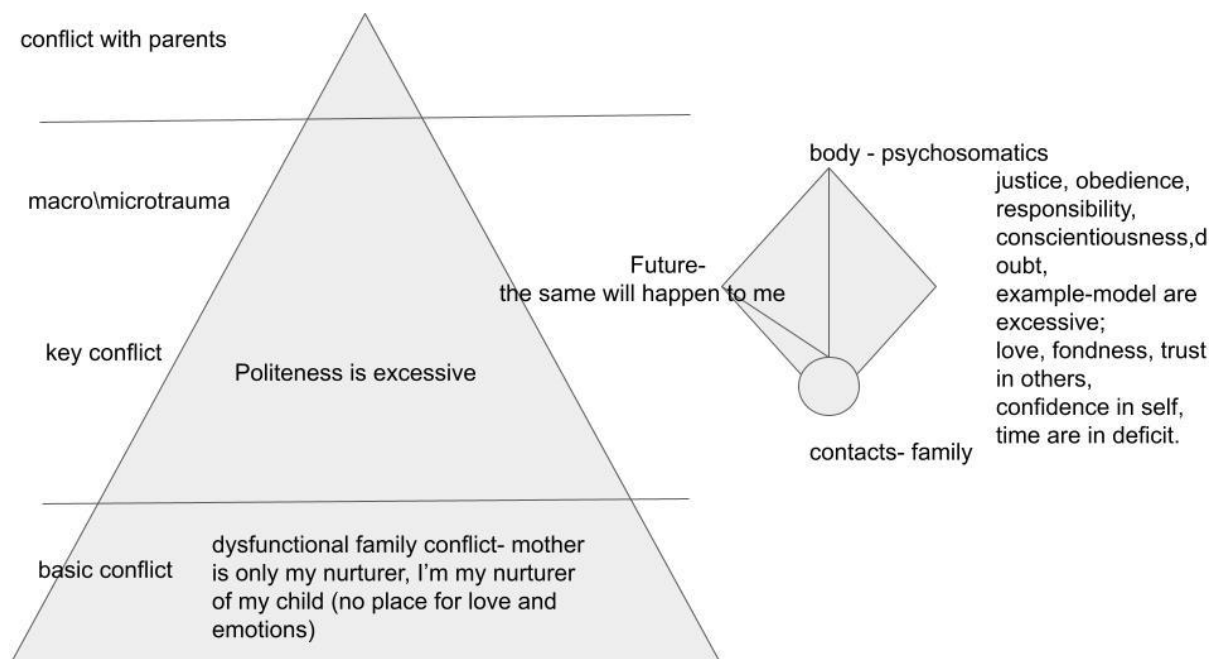 conflict with parents
macro\microtrauma
key conflict
Politeness is excessive
basic conflict
dysfunctional family conflict- mother
is only my nurturer, I'm my nurturer
of my child (no place for love and
emotions)
body - psychosomatics
Future-
the same will happen to me
contacts- family
justice, obedience,
responsibility,
conscientiousness,d
oubt,
example-model are
excessive;
love, fondness, trust
in others,
confidence in self,
time are in deficit.